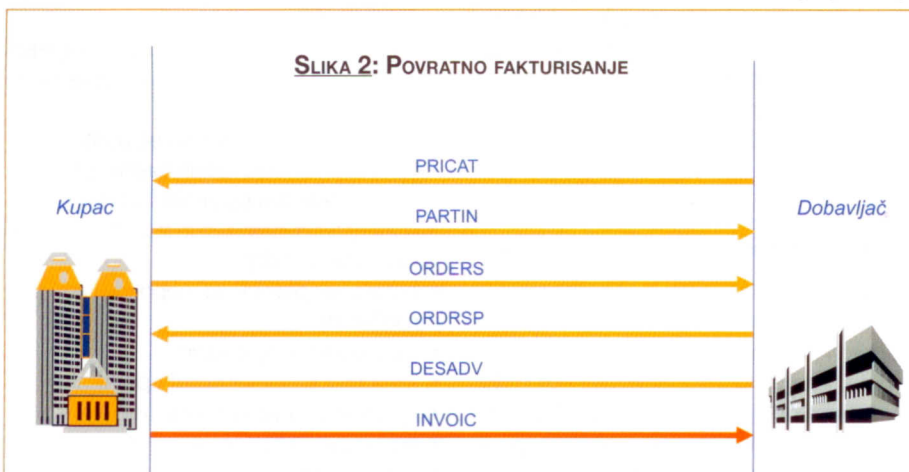 SLIKA 2: POVRATNO FAKTURISANJE
PRICAT
Kupac
Dobavljač
PARTIN
ORDERS
ORDRSP
DESADV
INVOIC